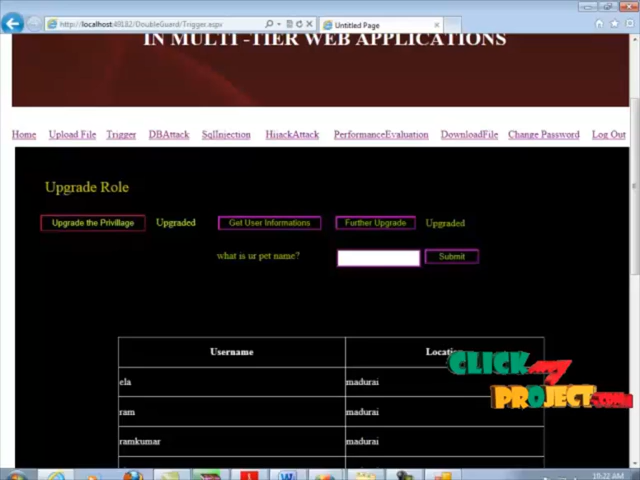 http://localhost:49182/DoubleGuard/Trigger.aspx
Untitled Page
IN MULTI -TIER WEB APPLICATIONS
Home Upload File Trigger DBAttack SqlInjection HijackAttack PerformanceEvaluation DownloadFile Change Password Log Out
Upgrade Role
Upgrade the Privillage Upgraded Get User Informations Further Upgrade Upgraded
what is ur pet name? Submit
Username
ela madurai
CLICK my
PROJECT.com
ram madurai
ramkumar madurai
10:22 AM